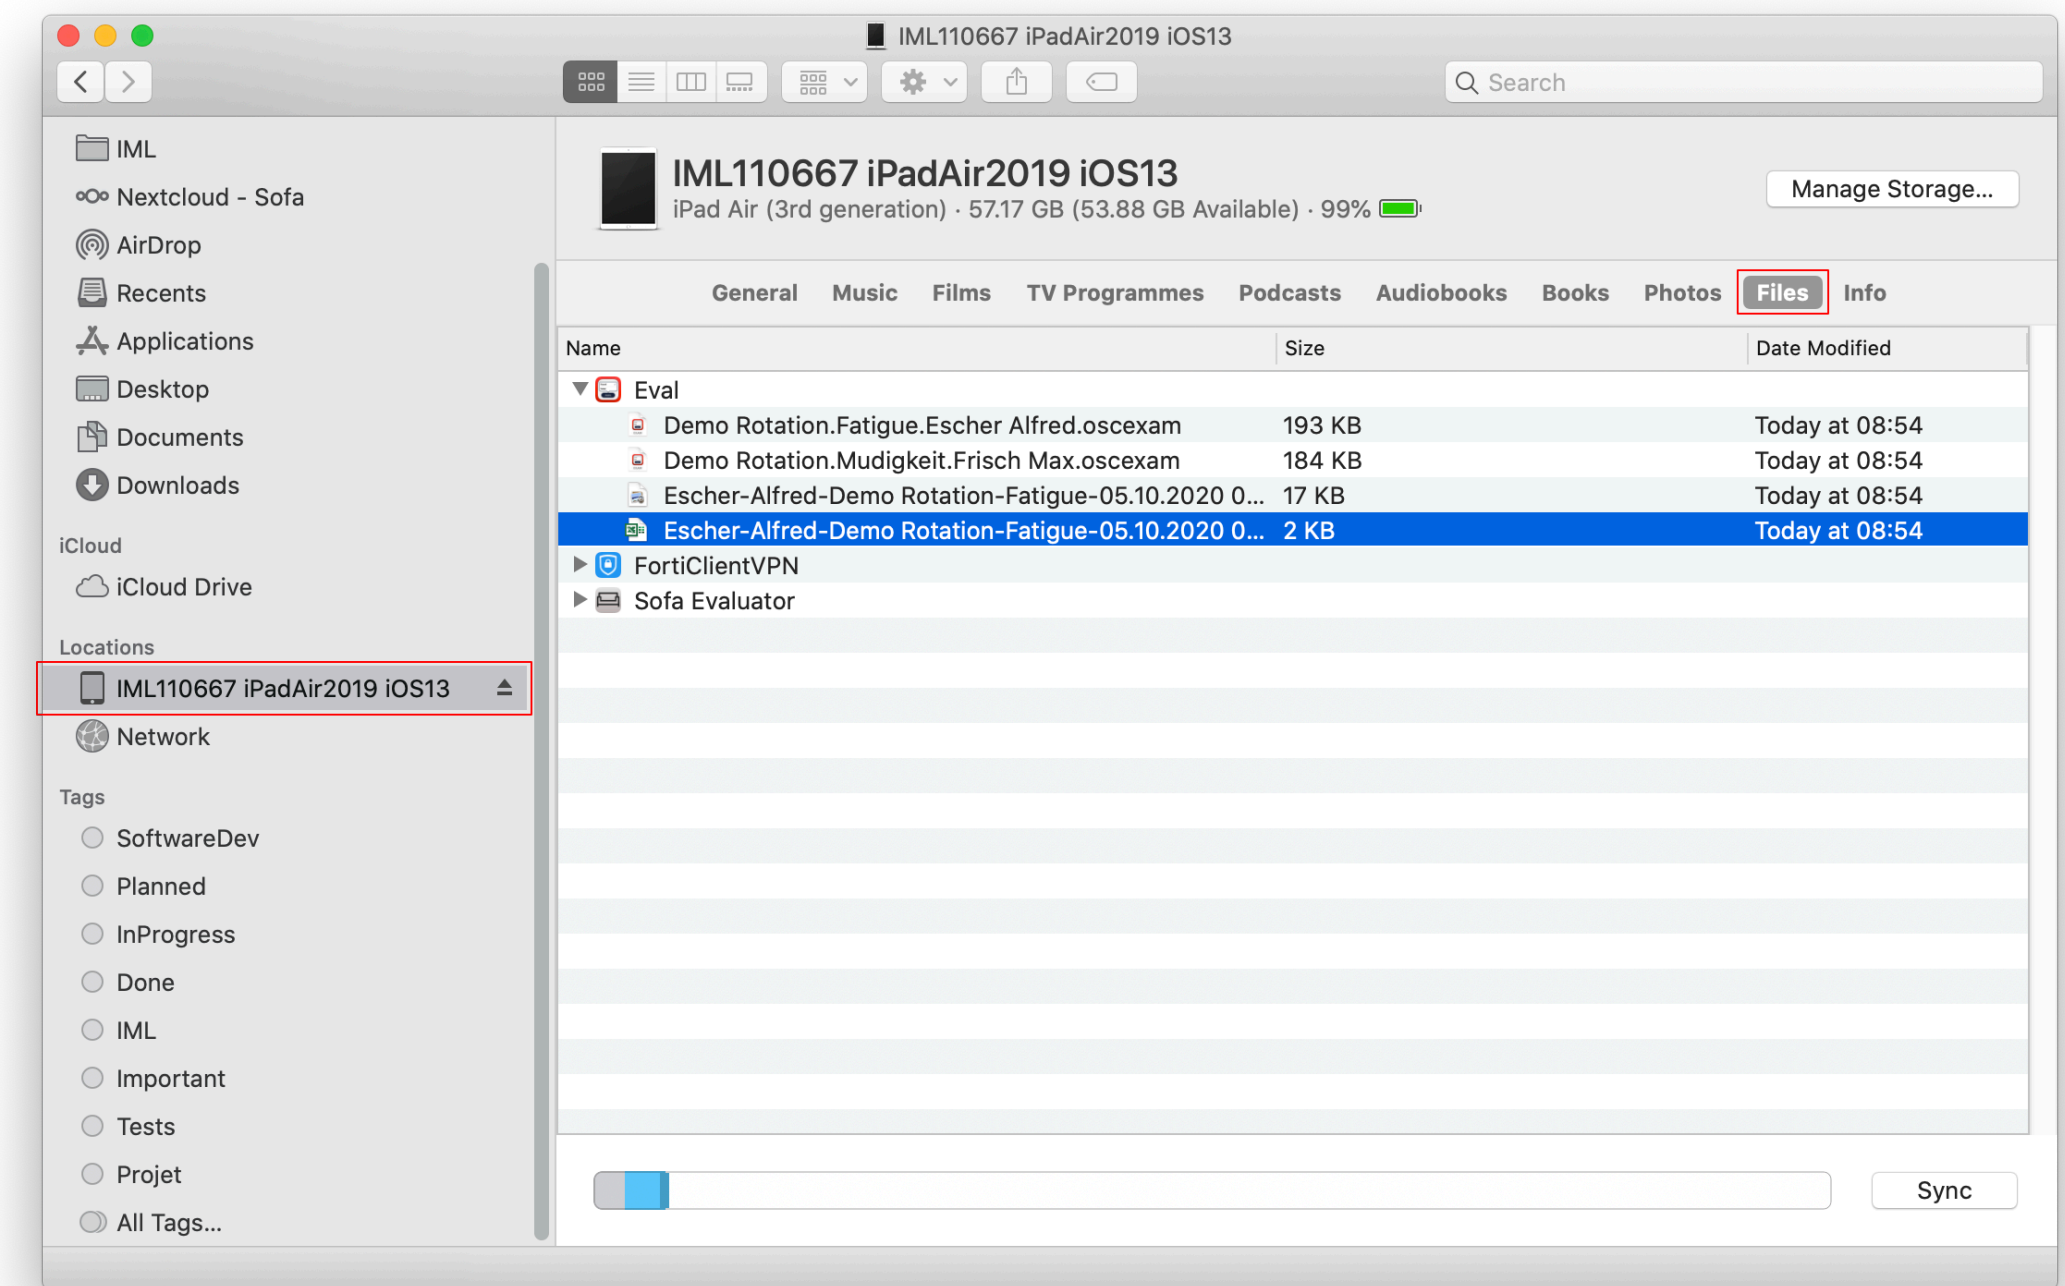 IML110667 iPadAir2019 iOS13
Search
IML
Nextcloud - Sofa
AirDrop
Recents
Applications
Desktop
Documents
Downloads
iCloud
iCloud Drive
Locations
IML110667 iPadAir2019 iOS13
Network
Tags
SoftwareDev
Planned
InProgress
Done
IML
Important
Tests
Projet
All Tags...
IML110667 iPadAir2019 iOS13
iPad Air (3rd generation) · 57.17 GB (53.88 GB Available) · 99%
Manage Storage...
General Music Films TV Programmes Podcasts Audiobooks Books Photos Files Info
Name Size Date Modified
Eval
Demo Rotation.Fatigue.Escher Alfred.oscexam 193 KB Today at 08:54
Demo Rotation.Mudigkeit.Frisch Max.oscexam 184 KB Today at 08:54
Escher-Alfred-Demo Rotation-Fatigue-05.10.2020 0... 17 KB Today at 08:54
Escher-Alfred-Demo Rotation-Fatigue-05.10.2020 0... 2 KB Today at 08:54
FortiClientVPN
Sofa Evaluator
Sync